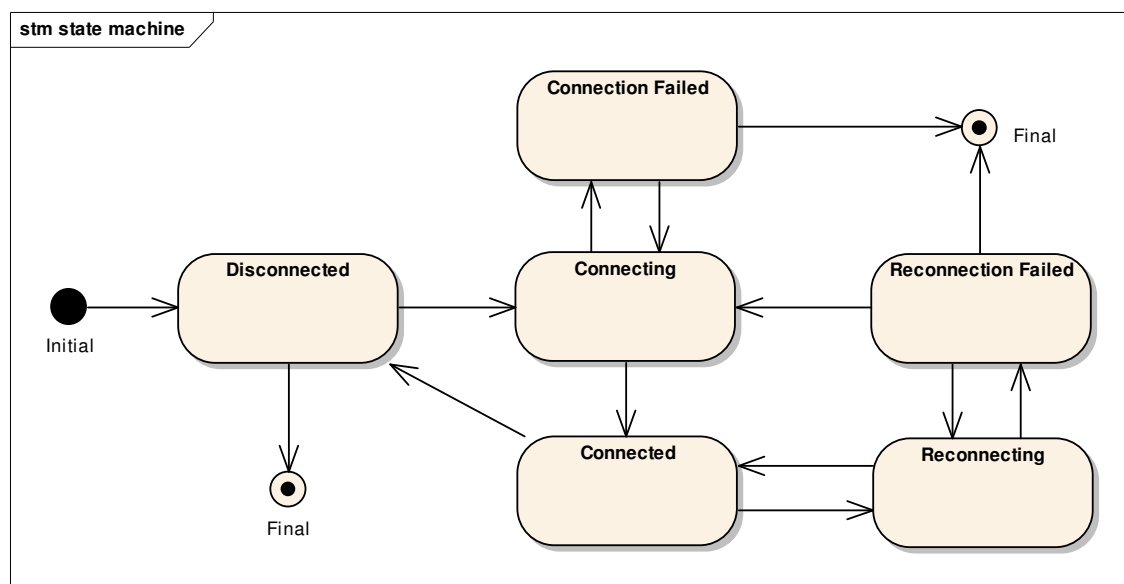 stm state machine
Connection Failed
Final
Disconnected
Connecting
Reconnection Failed
Initial
Connected
Reconnecting
Final